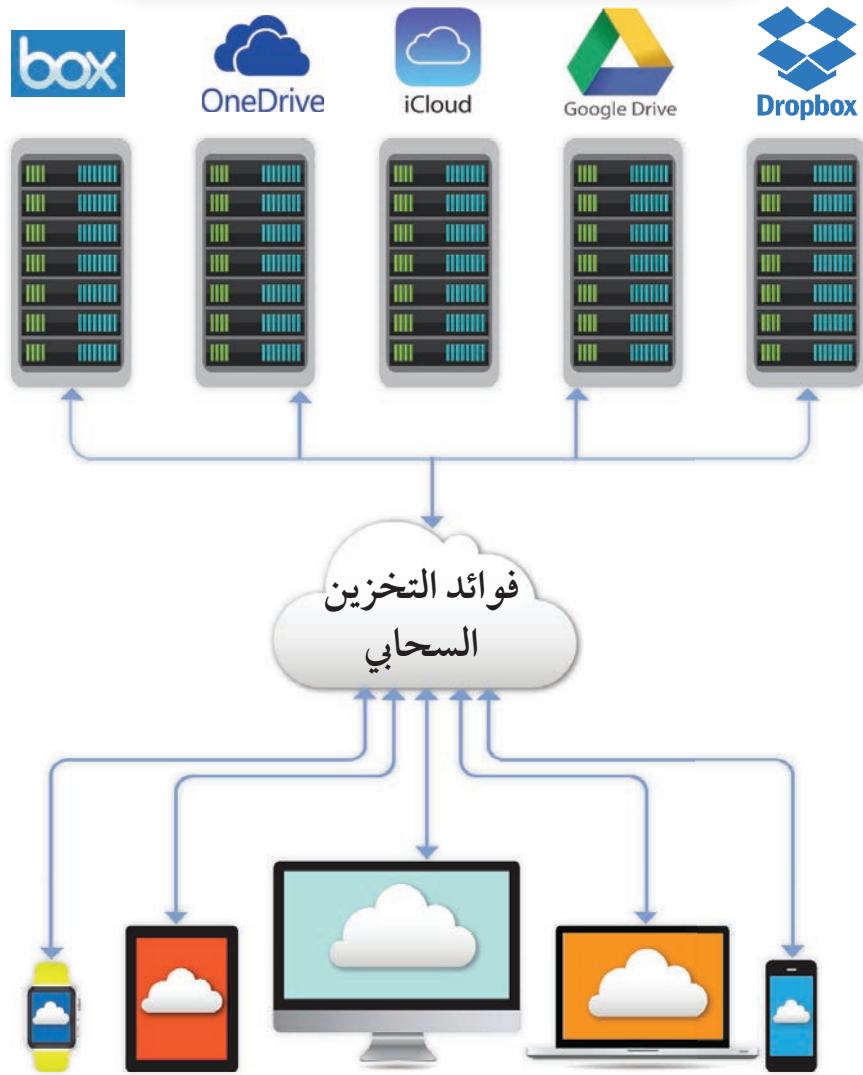 box
OneDrive
iCloud
Google Drive
Dropbox
فوائد التخزين
السحابي